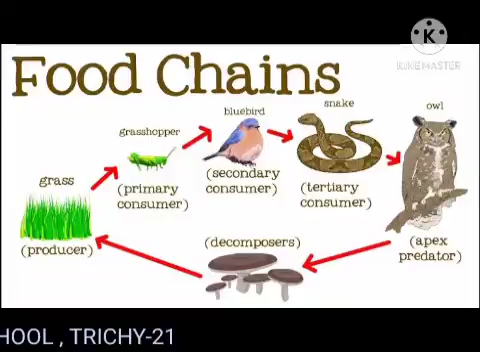 K
KINEMASTER
Food Chains
grass
(producer)
grasshopper
(primary
consumer)
bluebird
(secondary
consumer)
snake
(tertiary
consumer)
owl
(apex
predator)
(decomposers)
HOOL , TRICHY-21